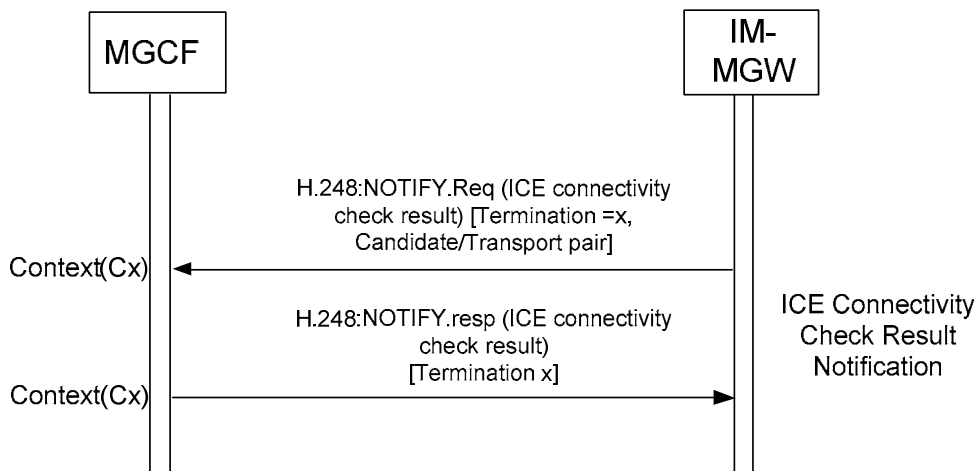 MGCF
IM-
MGW
H.248:NOTIFY.Req (ICE connectivity
check result) [Termination =x,
Candidate/Transport pair]
Context(Cx)
H.248:NOTIFY.resp (ICE connectivity
check result)
[Termination x]
Context(Cx)
ICE Connectivity
Check Result
Notification